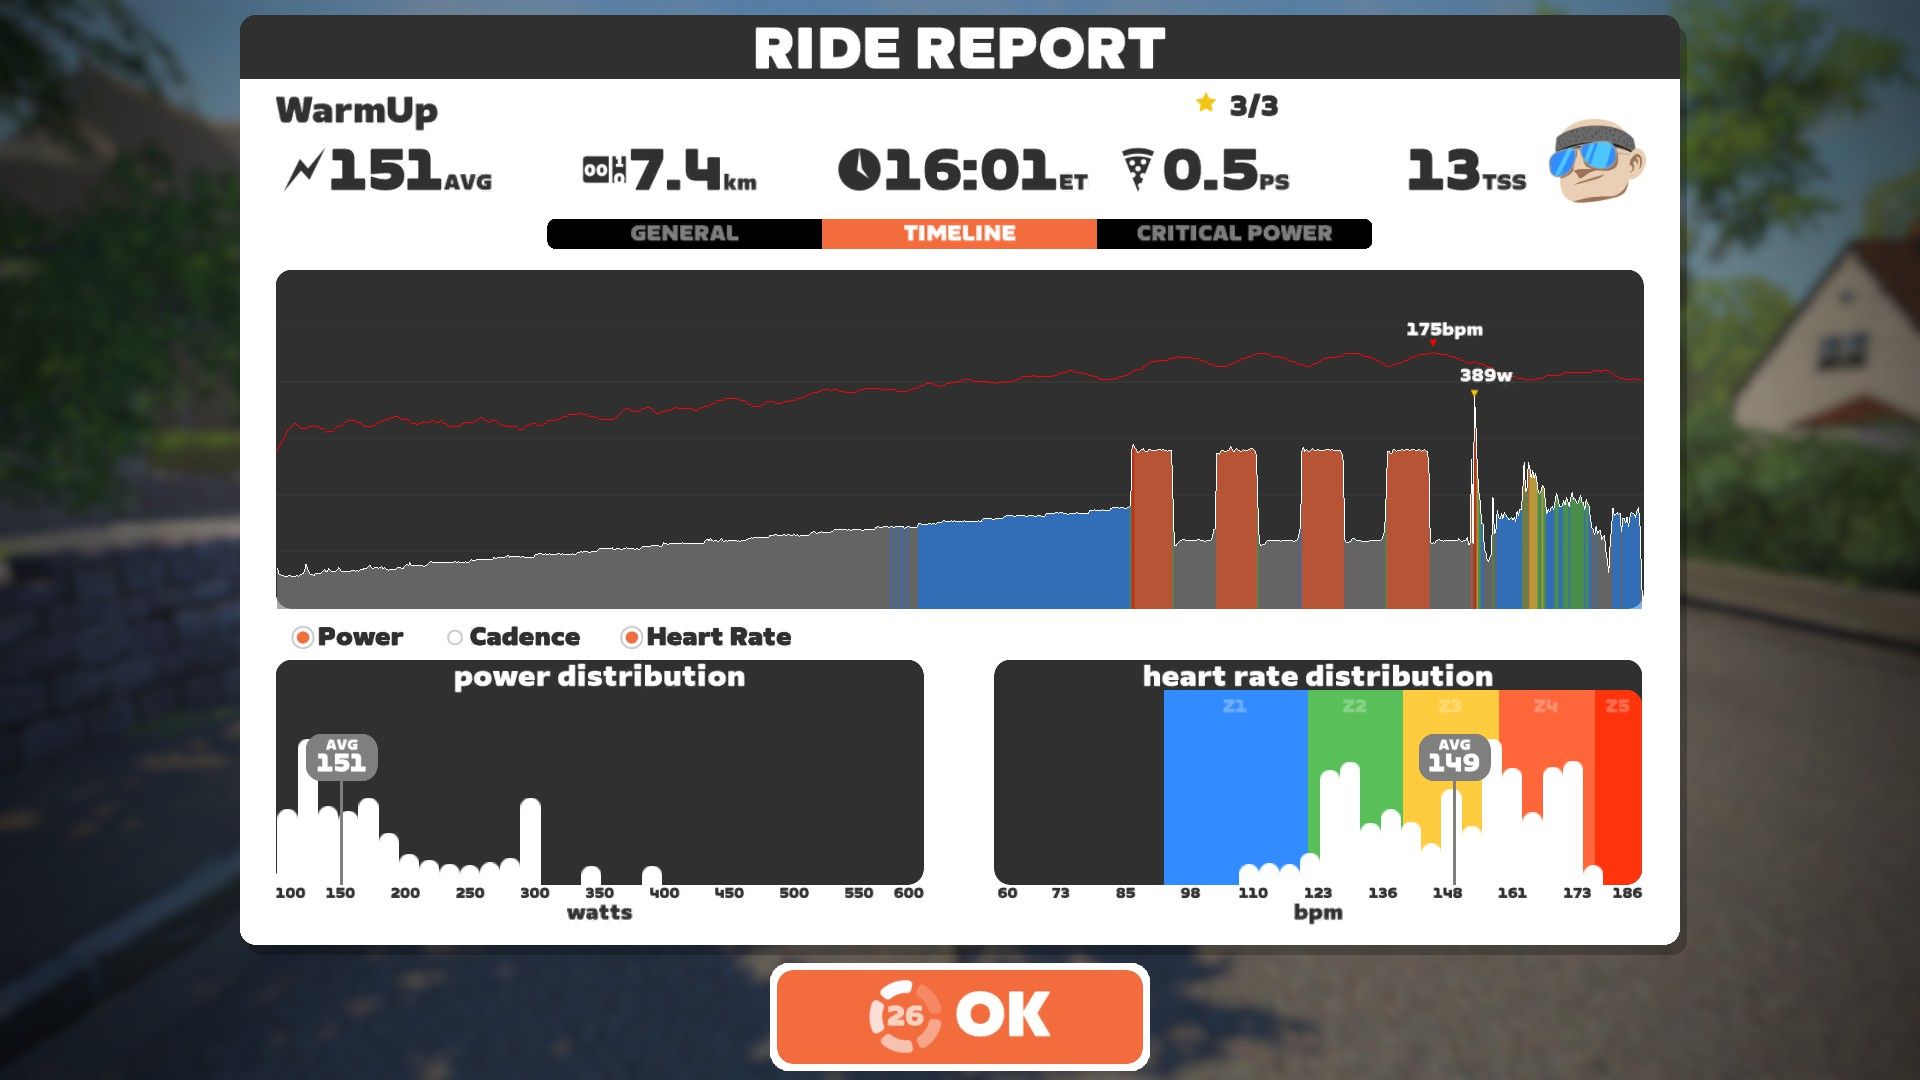 RIDE REPORT
WarmUp
3/3
151AVG
7.4km
16:01ET
0.5PS
13TSS
GENERAL
TIMELINE
CRITICAL POWER
175bpm
389w
Power
Cadence
Heart Rate
power distribution
AVG
151
100 150 200 250 300 350 400 450 500 550 600
watts
heart rate distribution
Z1 Z2 Z3 Z4 Z5
AVG
149
60 73 85 98 110 123 136 148 161 173 186
bpm
26 OK